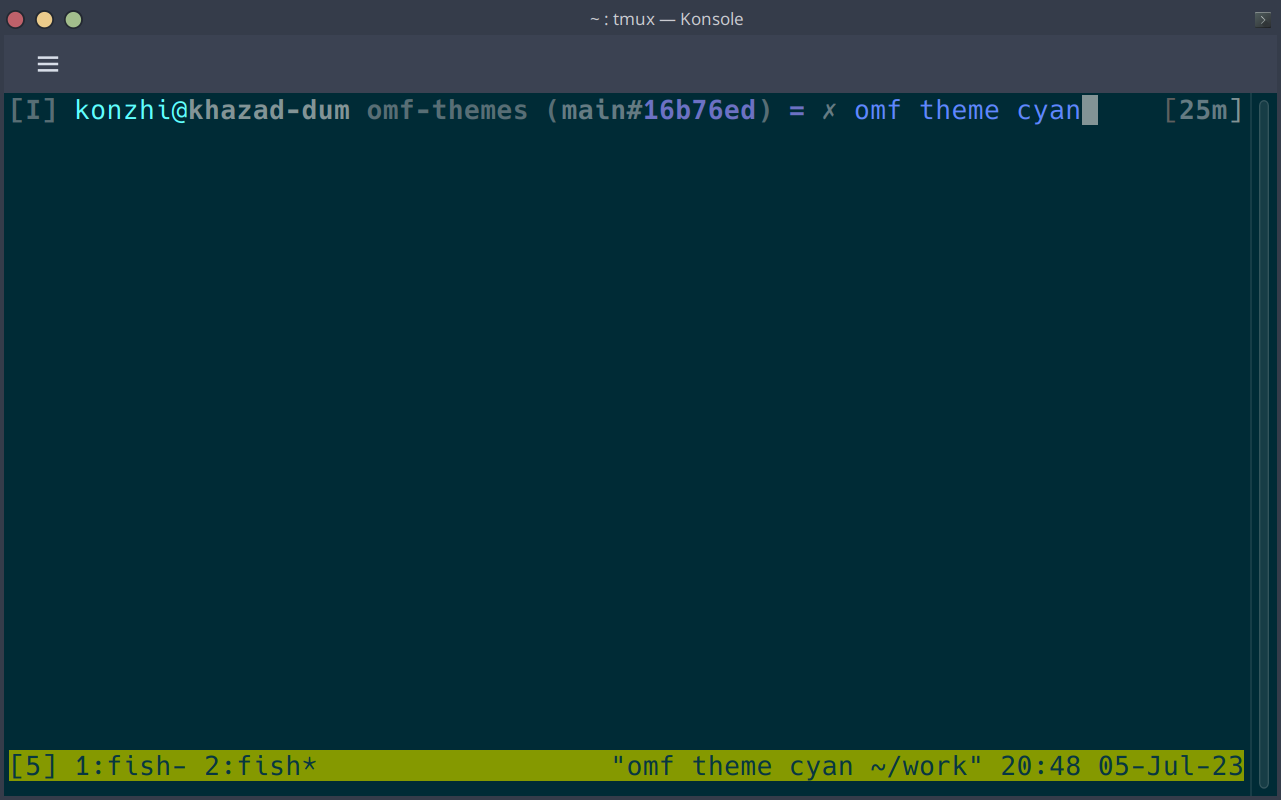 ~ : tmux — Konsole
[I] konzhi@khazad-dum omf-themes (main#16b76ed) = ✗ omf theme cyan [25m]
[5] 1:fish- 2:fish* "omf theme cyan ~/work" 20:48 05-Jul-23